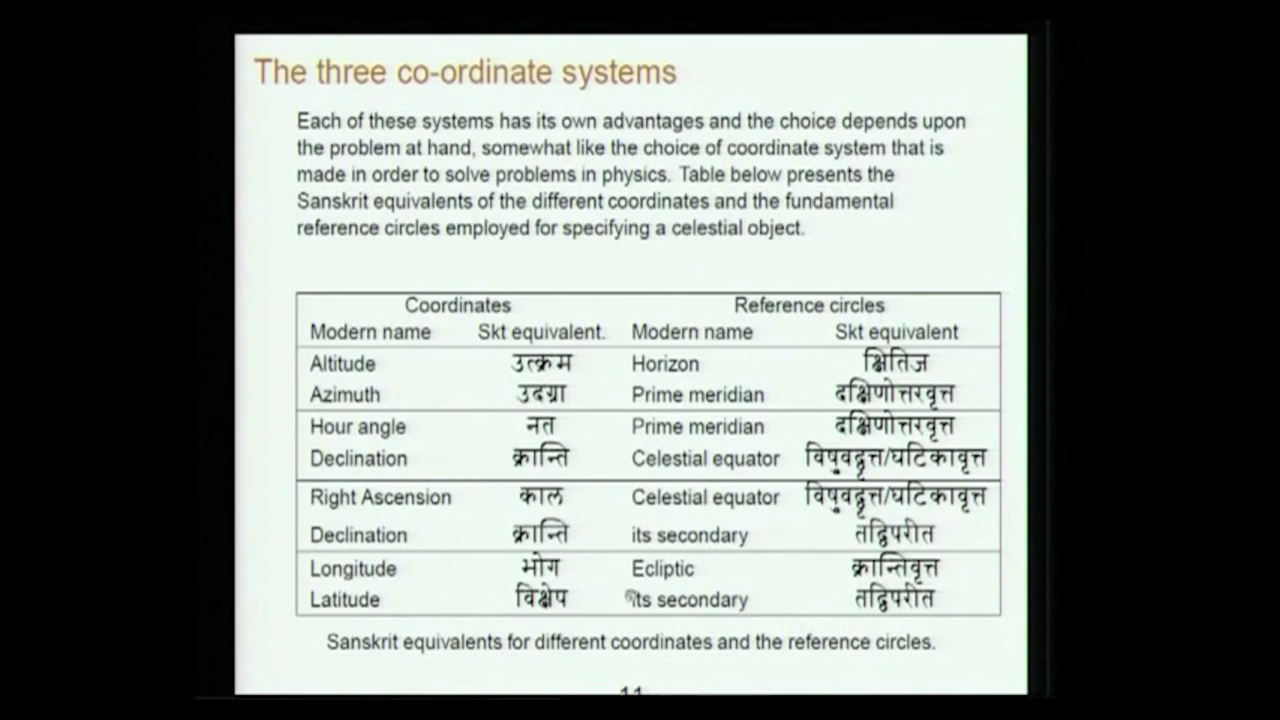 The three co-ordinate systems
Each of these systems has its own advantages and the choice depends upon
the problem at hand, somewhat like the choice of coordinate system that is
made in order to solve problems in physics. Table below presents the
Sanskrit equivalents of the different coordinates and the fundamental
reference circles employed for specifying a celestial object.
Coordinates Reference circles
Modern name Skt equivalent. Modern name Skt equivalent
Altitude उत्क्रम Horizon क्षितिज
Azimuth उदग्रा Prime meridian दक्षिणोत्तरवृत्त
Hour angle नत Prime meridian दक्षिणोत्तरवृत्त
Declination क्रान्ति Celestial equator विषुवद्वृत्त/घटिकावृत्त
Right Ascension काल Celestial equator विषुवद्वृत्त/घटिकावृत्त
Declination क्रान्ति its secondary तद्विपरीत
Longitude भोग Ecliptic क्रान्तिवृत्त
Latitude विक्षेप its secondary तद्विपरीत
Sanskrit equivalents for different coordinates and the reference circles.
11